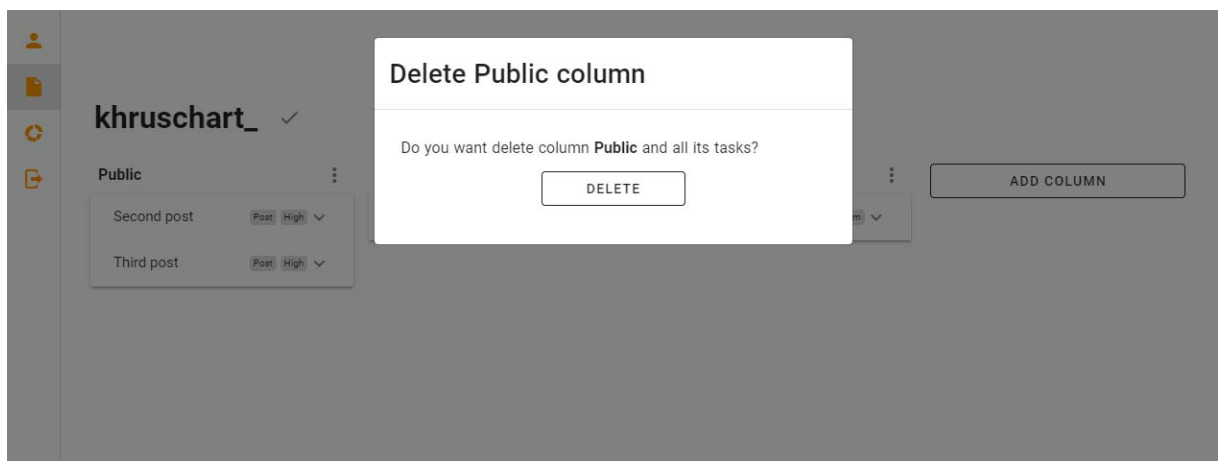 Delete Public column
khruschart_
Do you want delete column Public and all its tasks?
DELETE
Public
ADD COLUMN
Second post Post High
Third post Post High